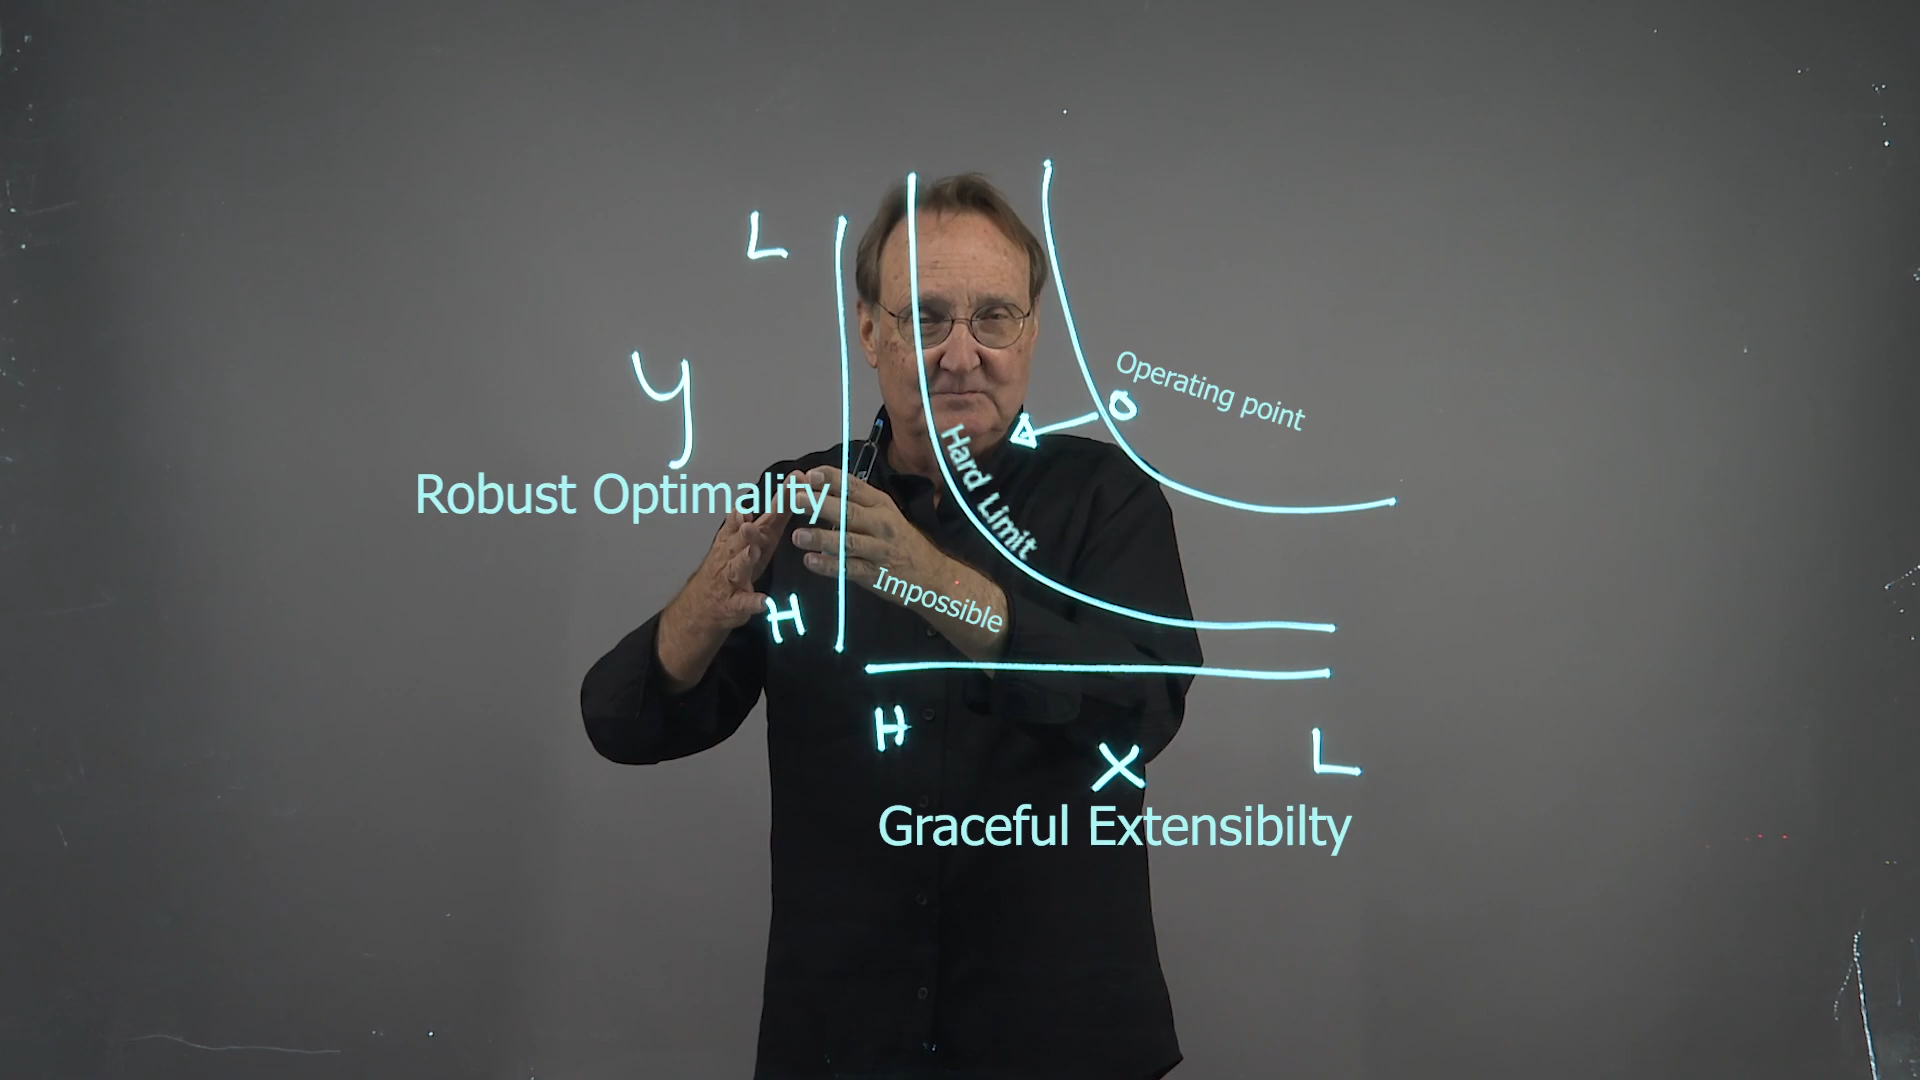 L
y
Operating point
Robust Optimality
Hard Limit
Impossible
H
H
X
L
Graceful Extensibilty